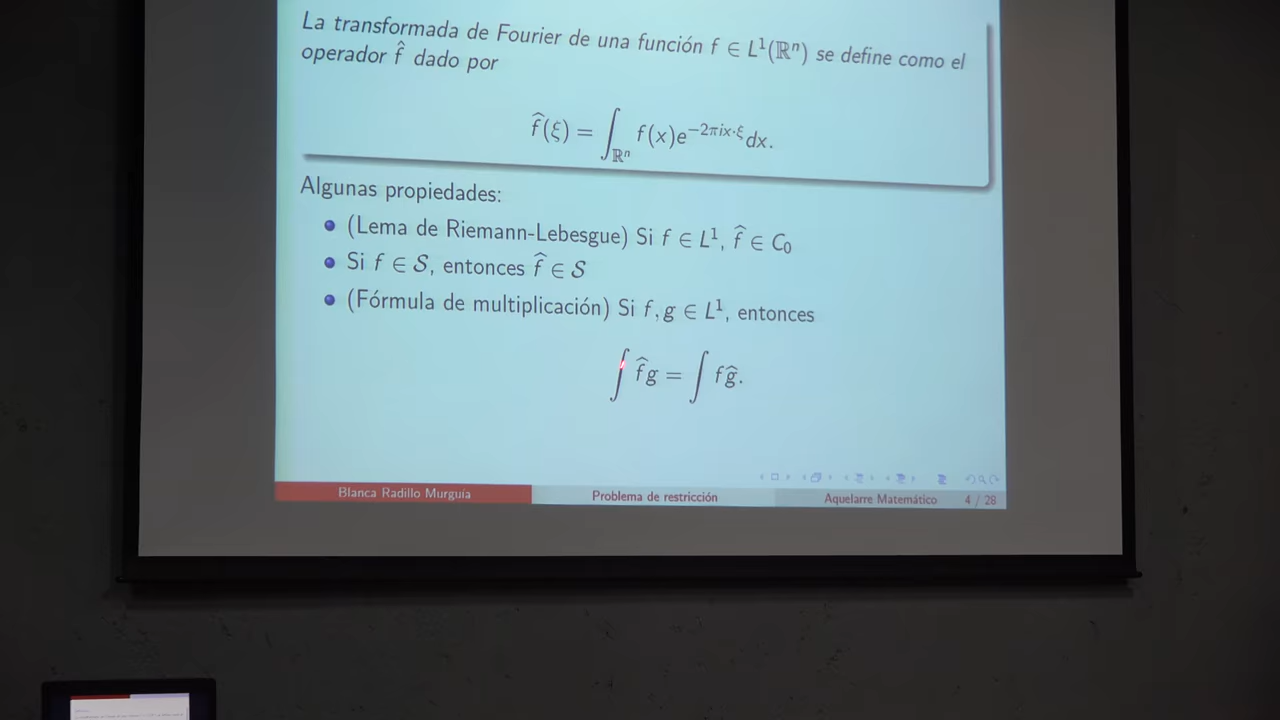 La transformada de Fourier de una función f ∈ L¹(ℝⁿ) se define como el
operador f̂ dado por
f̂(ξ) = ∫_ℝⁿ f(x)e^{−2πix·ξ}dx.
Algunas propiedades:
(Lema de Riemann-Lebesgue) Si f ∈ L¹, f̂ ∈ C₀
Si f ∈ 𝒮, entonces f̂ ∈ 𝒮
(Fórmula de multiplicación) Si f, g ∈ L¹, entonces
∫ f̂g = ∫ fĝ.
Blanca Radillo Murguía Problema de restricción Aquelarre Matemático 4 / 28